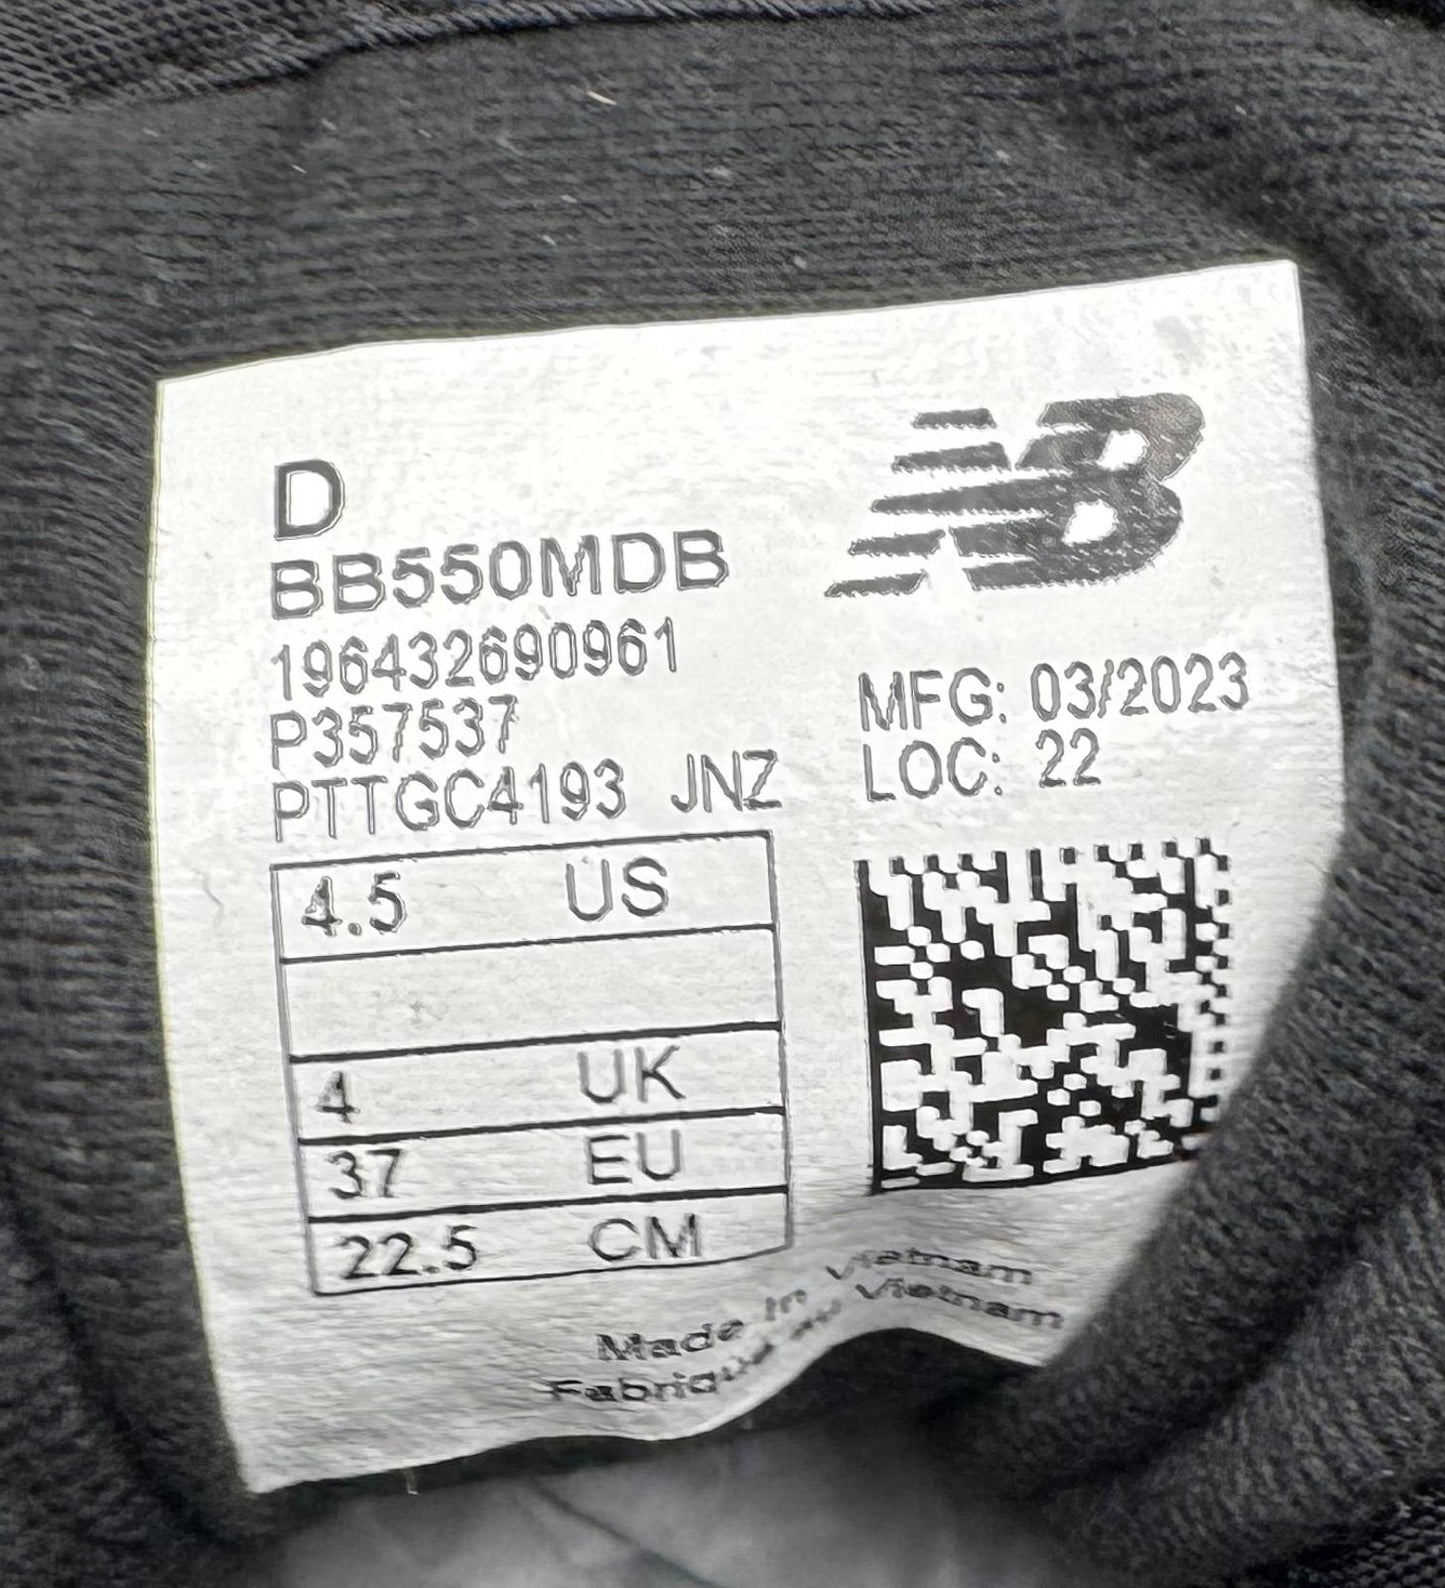 D
BB550MDB
196432690961
P357537
PTTGC4193 JNZ
NB
MFG: 03/2023
LOC: 22
4.5 US
4 UK
37 EU
22.5 CM
Made in Vietnam
Fabriqué au Vietnam